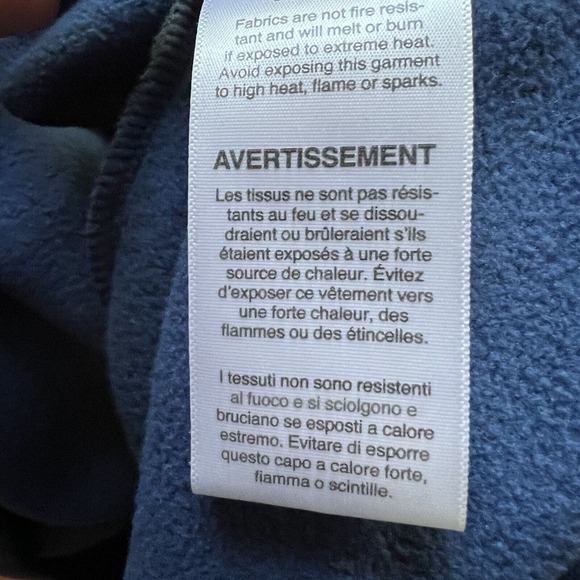 Fabrics are not fire resis-
tant and will melt or burn
if exposed to extreme heat.
Avoid exposing this garment
to high heat, flame or sparks.
AVERTISSEMENT
Les tissus ne sont pas résis-
tants au feu et se dissou-
draient ou brûleraient s'ils
étaient exposés à une forte
source de chaleur. Évitez
d'exposer ce vêtement vers
une forte chaleur, des
flammes ou des étincelles.
I tessuti non sono resistenti
al fuoco e si sciolgono e
bruciano se esposti a calore
estremo. Evitare di esporre
questo capo a calore forte,
fiamma o scintille.